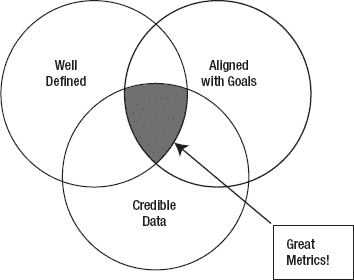 Well
Defined
Aligned
with Goals
Credible
Data
Great
Metrics!